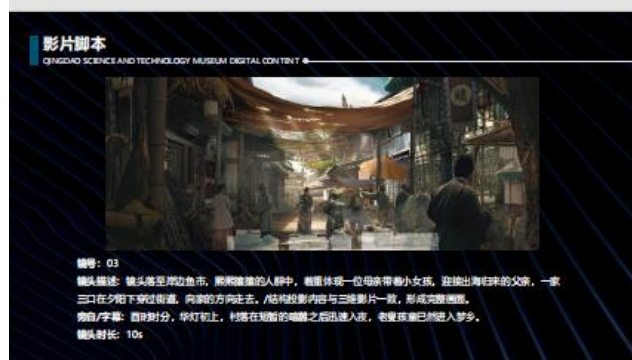 影片脚本
QINGDAO SCIENCE AND TECHNOLOGY MUSEUM DIGITAL CONTENT
镜号：03
镜头描述：镜头落至岸边鱼市，熙熙攘攘的人群中，着重体现一位母亲带着小女孩，迎接出海归来的父亲，一家
三口在夕阳下穿过街道，向家的方向走去。/结构投影内容与三维影片一致，形成完整画面。
旁白/字幕：酉时时分，华灯初上，村落在短暂的喧嚣之后迅速入夜，老叟孩童已然进入梦乡。
镜头时长：10s